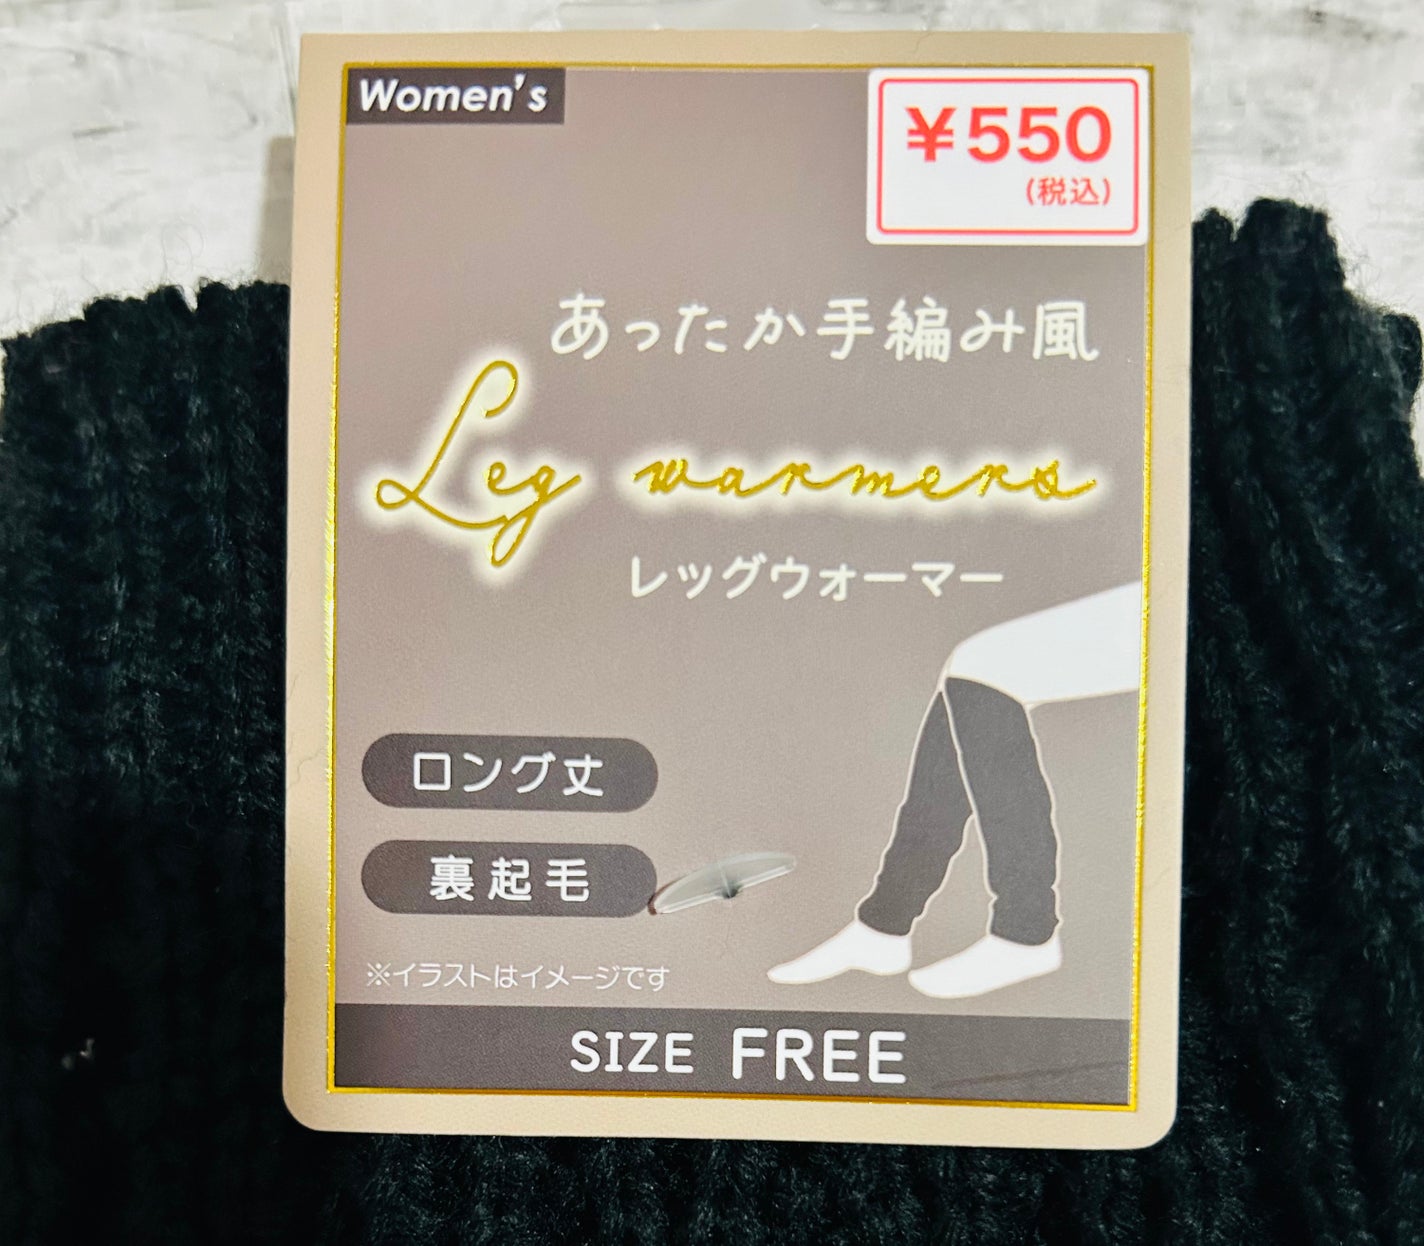 Women's
¥550
(税込)
あったか手編み風
Leg warmers
レッグウォーマー
ロング丈
裏起毛
※イラストはイメージです
SIZE FREE